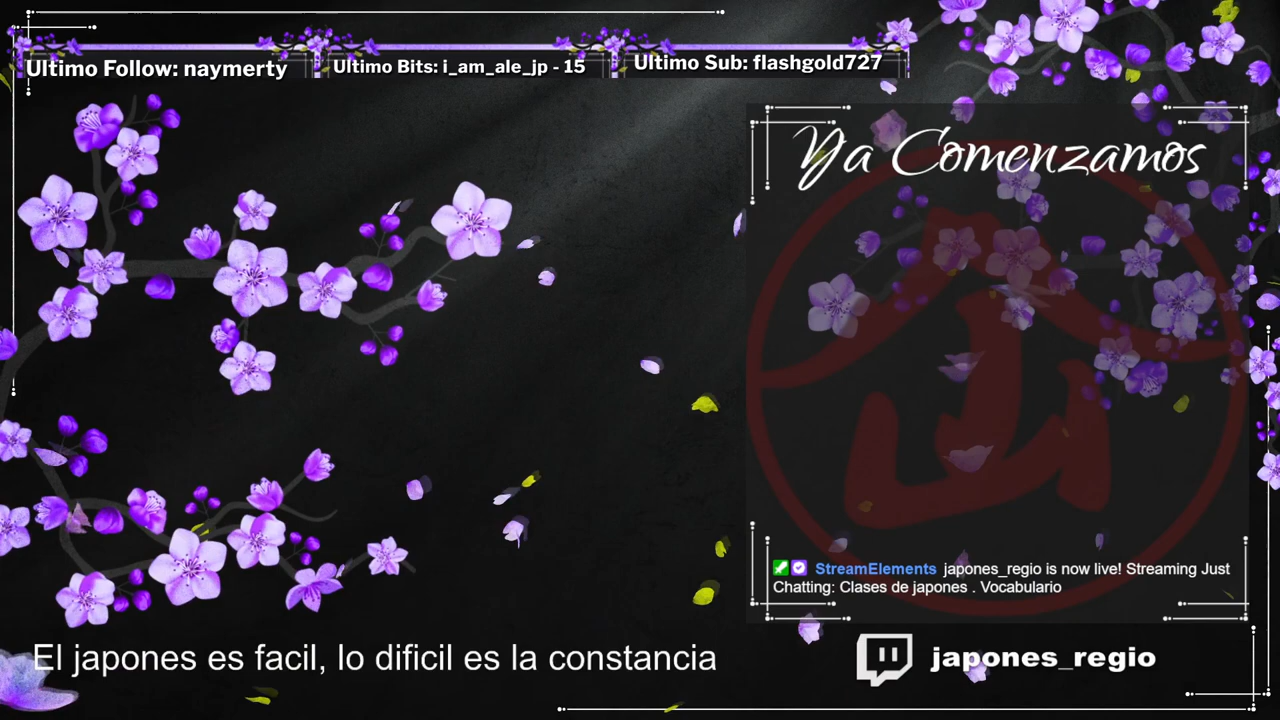 Ultimo Follow: naymerty
Ultimo Bits: i_am_ale_jp - 15
Ultimo Sub: flashgold727
Ya Comenzamos
山
StreamElements japones_regio is now live! Streaming Just
Chatting: Clases de japones . Vocabulario
El japones es facil, lo dificil es la constancia
japones_regio